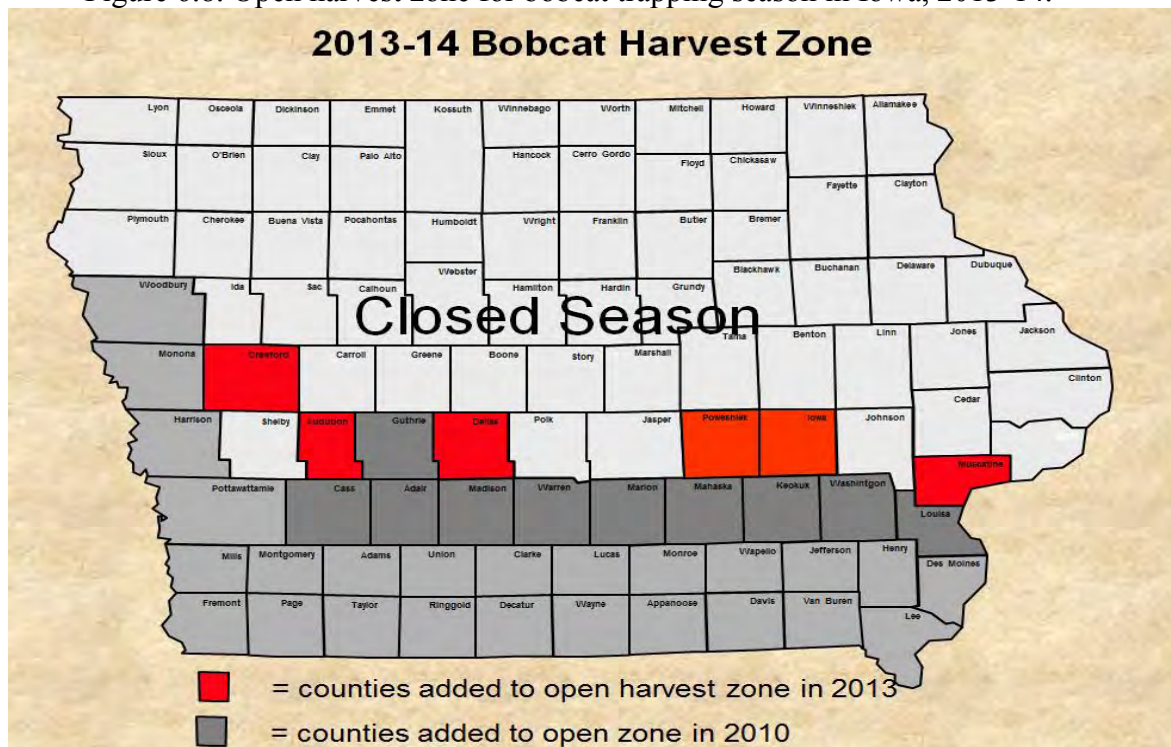 Figure 6.6. Open harvest zone for bobcat trapping season in Iowa, 2013-14.
2013-14 Bobcat Harvest Zone
Lyon Osceola Dickinson Emmet Kossuth Winnebago Worth Mitchell Howard Winneshiek Allamakee
Sioux O'Brien Clay Palo Alto Hancock Cerro Gordo Floyd Chickasaw
Fayette Clayton
Plymouth Cherokee Buena Vista Pocahontas Humboldt Wright Franklin Butler Bremer
Woodbury Ida Sac Calhoun Webster Hamilton Hardin Grundy Blackhawk Buchanan Delaware Dubuque
Closed Season
Monona Crawford Carroll Greene Boone Story Marshall Tama Benton Linn Jones Jackson
Clinton
Cedar
Harrison Shelby Audubon Guthrie Dallas Polk Jasper Poweshiek Iowa Johnson
Muscatine
Pottawattamie Cass Adair Madison Warren Marion Mahaska Keokuk Washintgon
Louisa
Mills Montgomery Adams Union Clarke Lucas Monroe Wapello Jefferson Henry
Des Moines
Fremont Page Taylor Ringgold Decatur Wayne Appanoose Davis Van Buren
Lee
= counties added to open harvest zone in 2013
= counties added to open zone in 2010